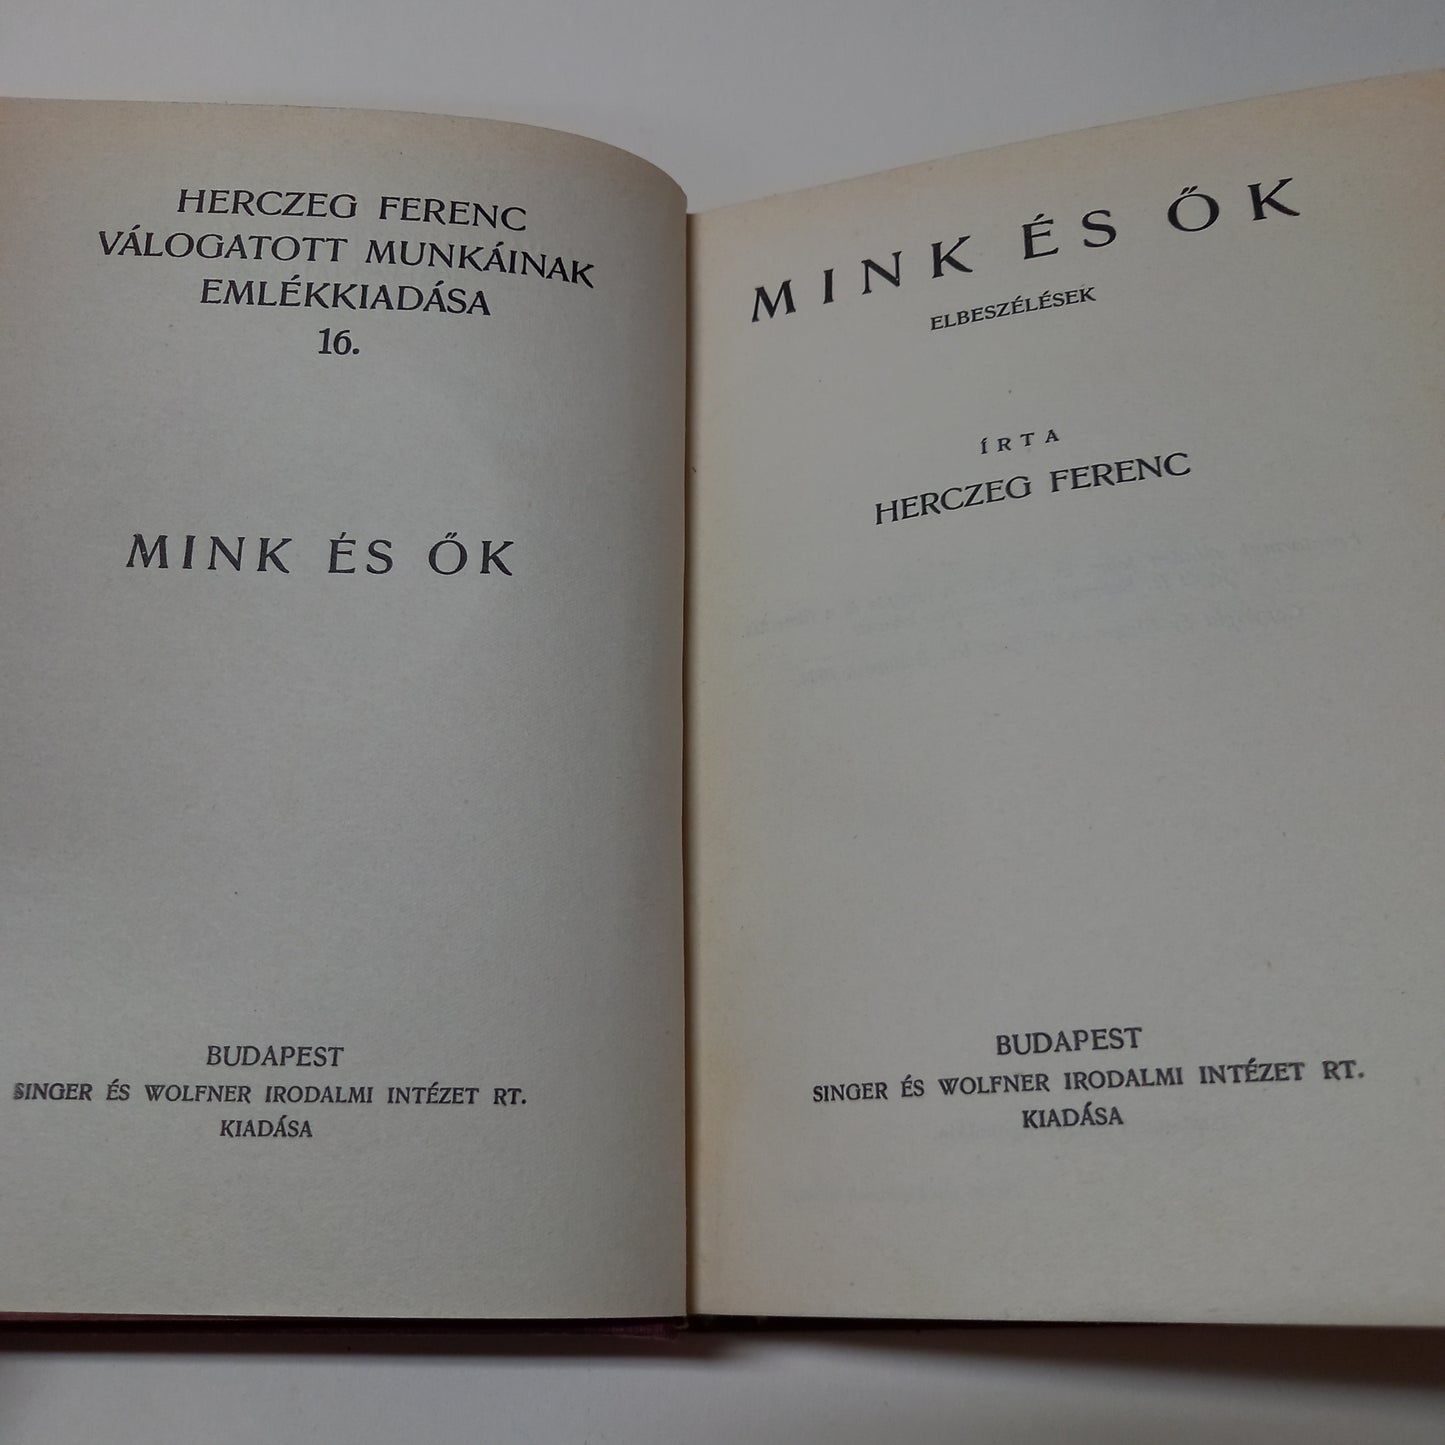 HERCZEG FERENC
VÁLOGATOTT MUNKÁINAK
EMLÉKKIADÁSA
16.
MINK ÉS ŐK
BUDAPEST
SINGER ÉS WOLFNER IRODALMI INTÉZET RT.
KIADÁSA
MINK ÉS ŐK
ELBESZÉLÉSEK
ÍRTA
HERCZEG FERENC
BUDAPEST
SINGER ÉS WOLFNER IRODALMI INTÉZET RT.
KIADÁSA